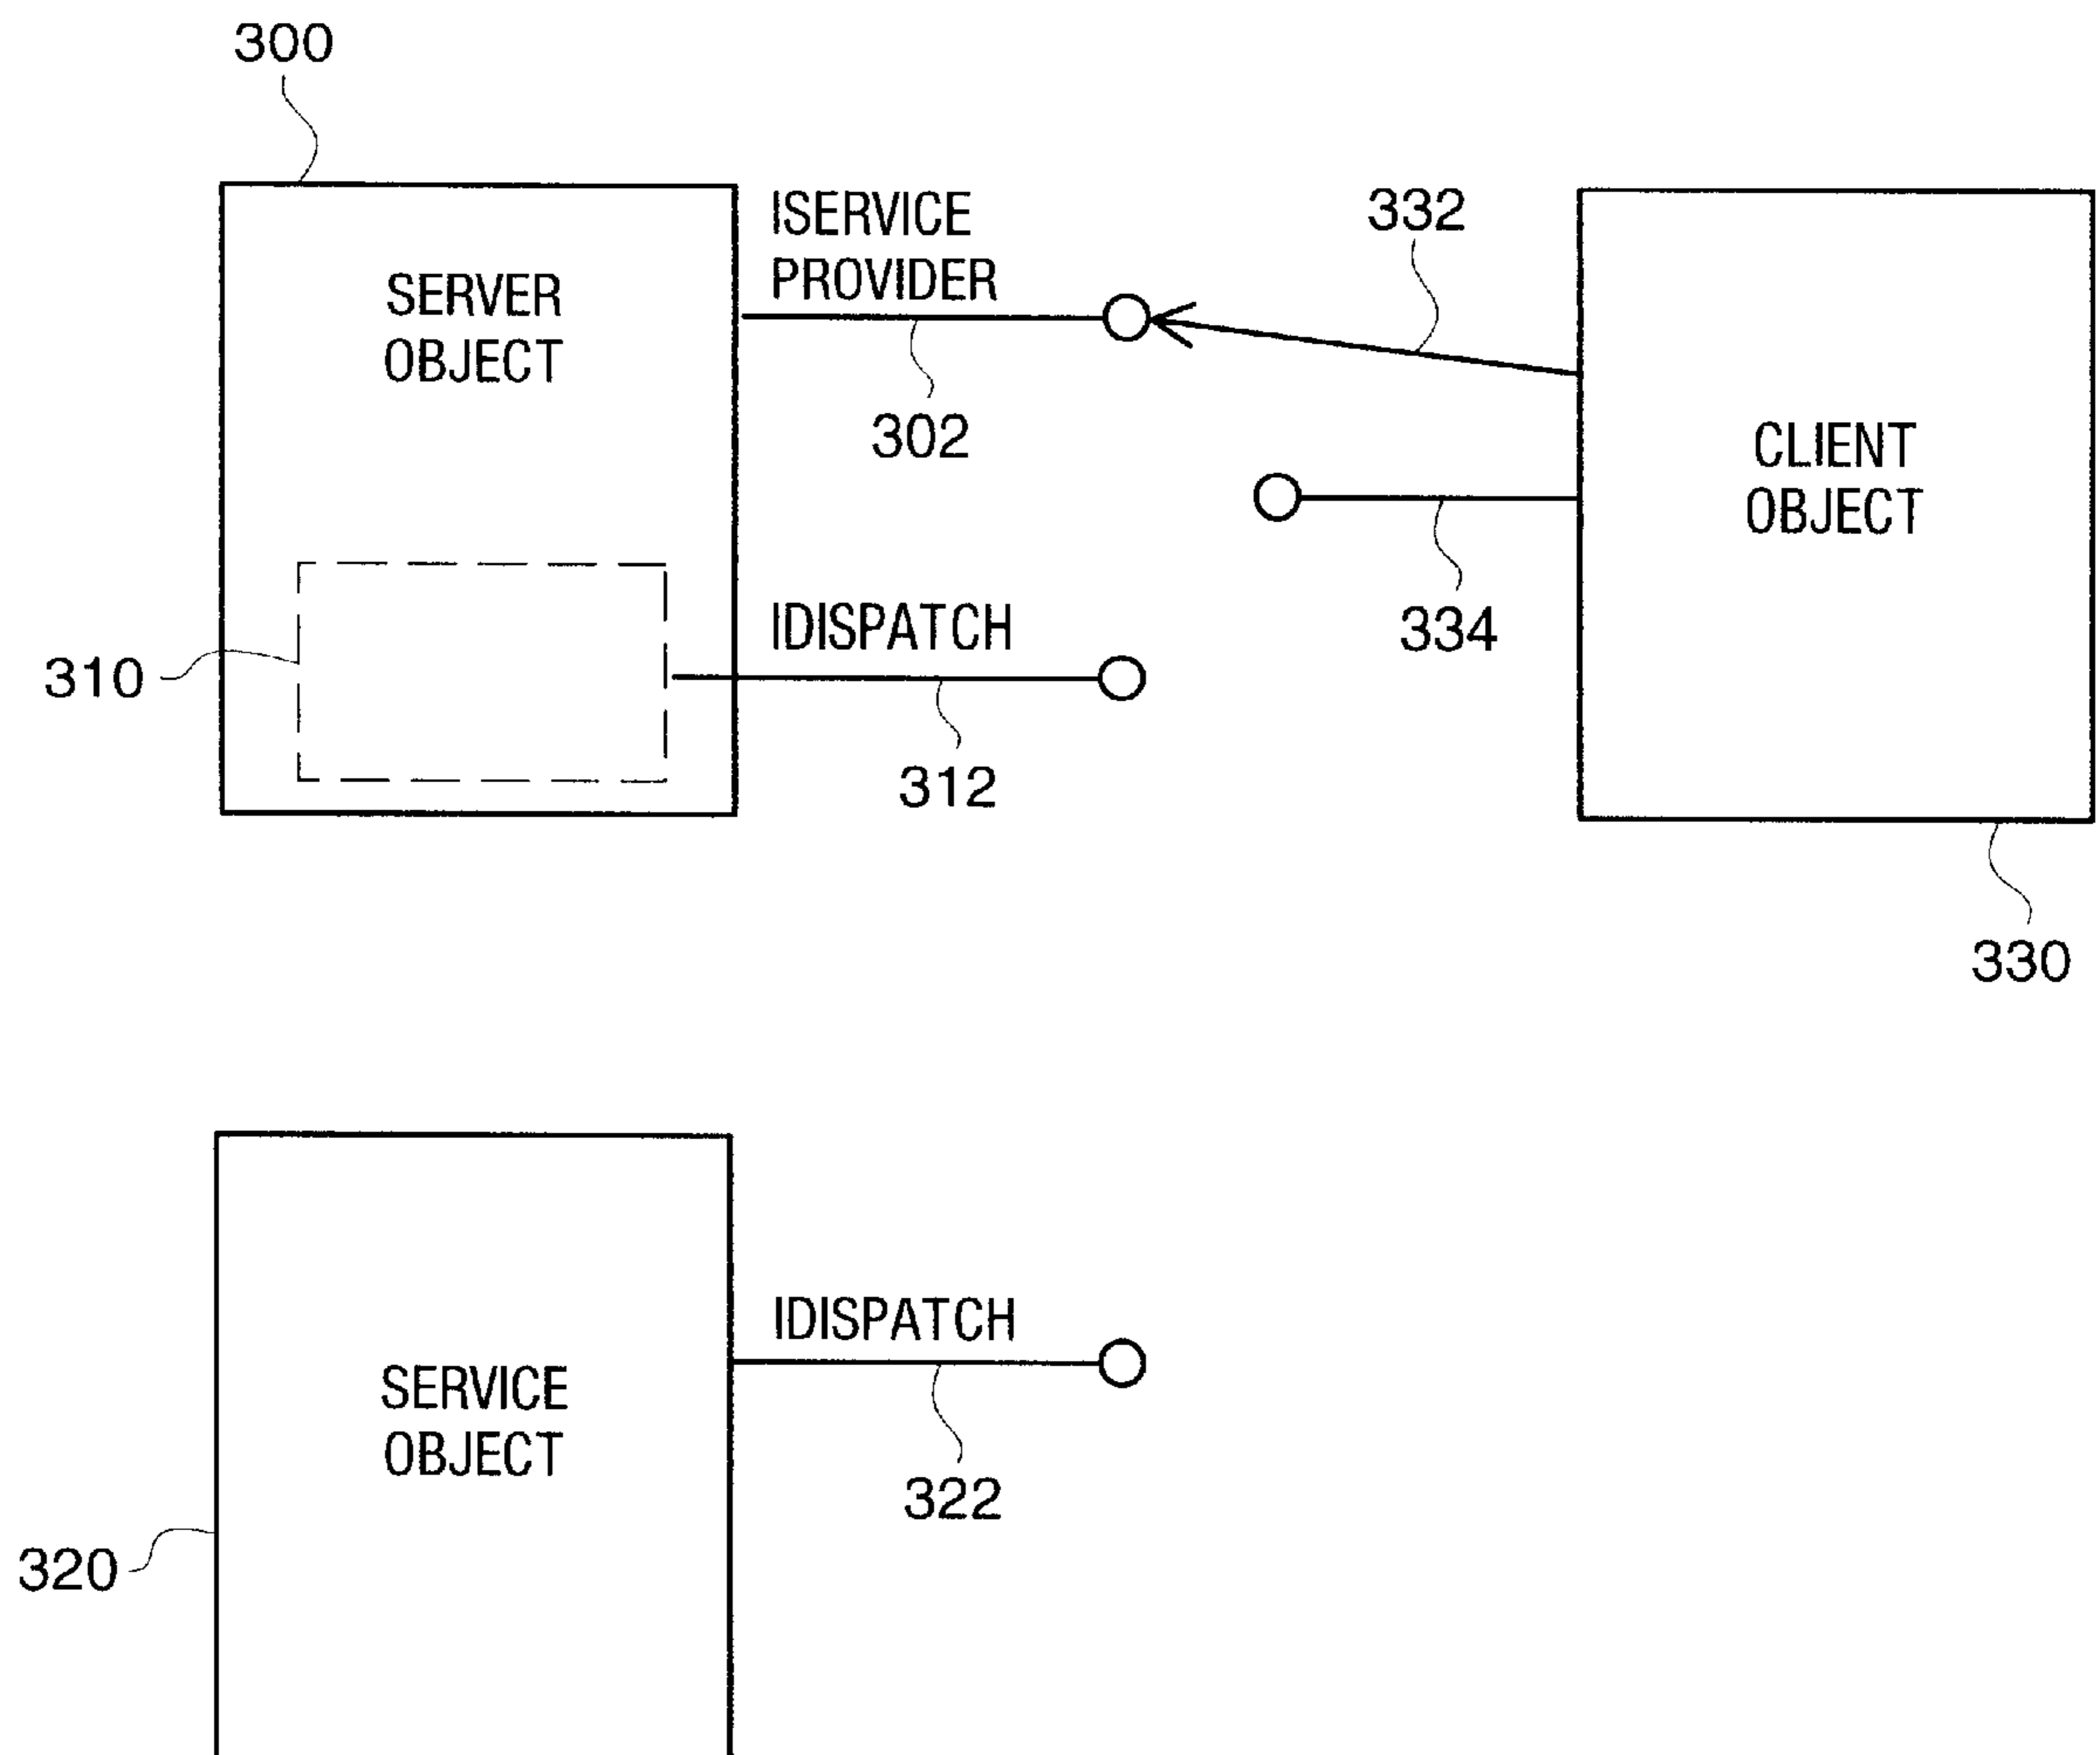 300
ISERVICE
PROVIDER
332
SERVER
OBJECT
302
CLIENT
OBJECT
334
IDISPATCH
310
312
330
IDISPATCH
SERVICE
OBJECT
322
320